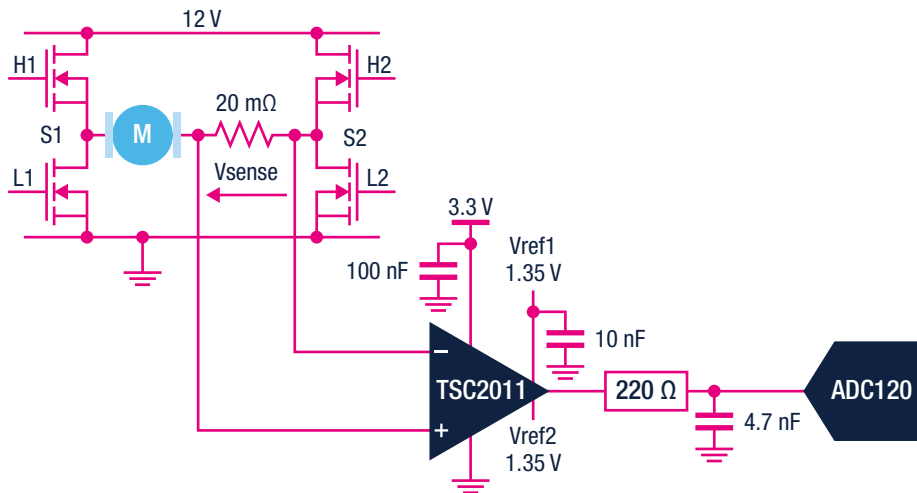 12 V
H1
H2
20 mΩ
S1
M
S2
Vsense
L1
L2
3.3 V
Vref1
1.35 V
100 nF
10 nF
−
TSC2011
+
220 Ω
ADC120
4.7 nF
Vref2
1.35 V